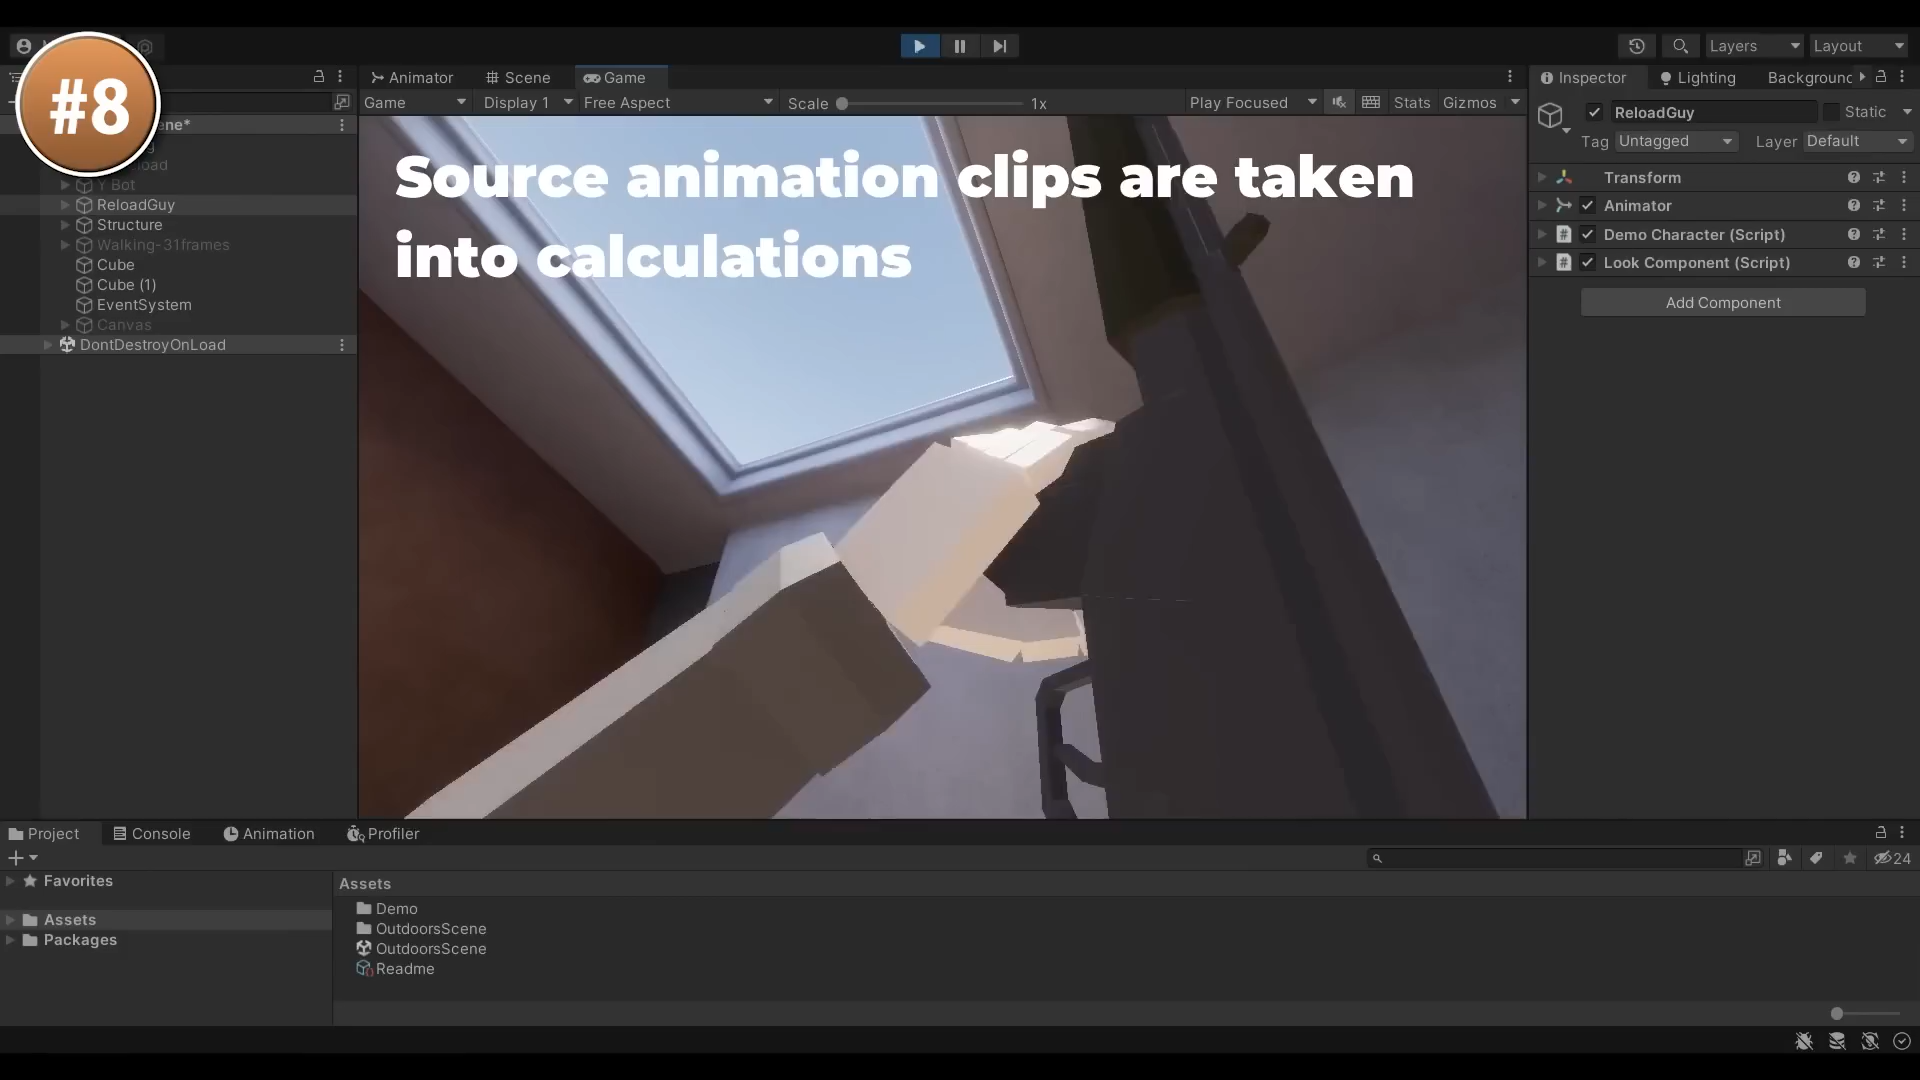 #8
Layers
Layout
Animator
Scene
Game
Inspector
Lighting
Background
Game
Display 1
Free Aspect
Scale
1x
Play Focused
Stats
Gizmos
ReloadGuy
Static
Tag
Untagged
Layer
Default
Transform
Animator
Demo Character (Script)
Look Component (Script)
Add Component
Source animation clips are taken
into calculations
ene*
oad
Y Bot
ReloadGuy
Structure
Walking-31frames
Cube
Cube (1)
EventSystem
Canvas
DontDestroyOnLoad
Project
Console
Animation
Profiler
24
Favorites
Assets
Packages
Assets
Demo
OutdoorsScene
OutdoorsScene
Readme